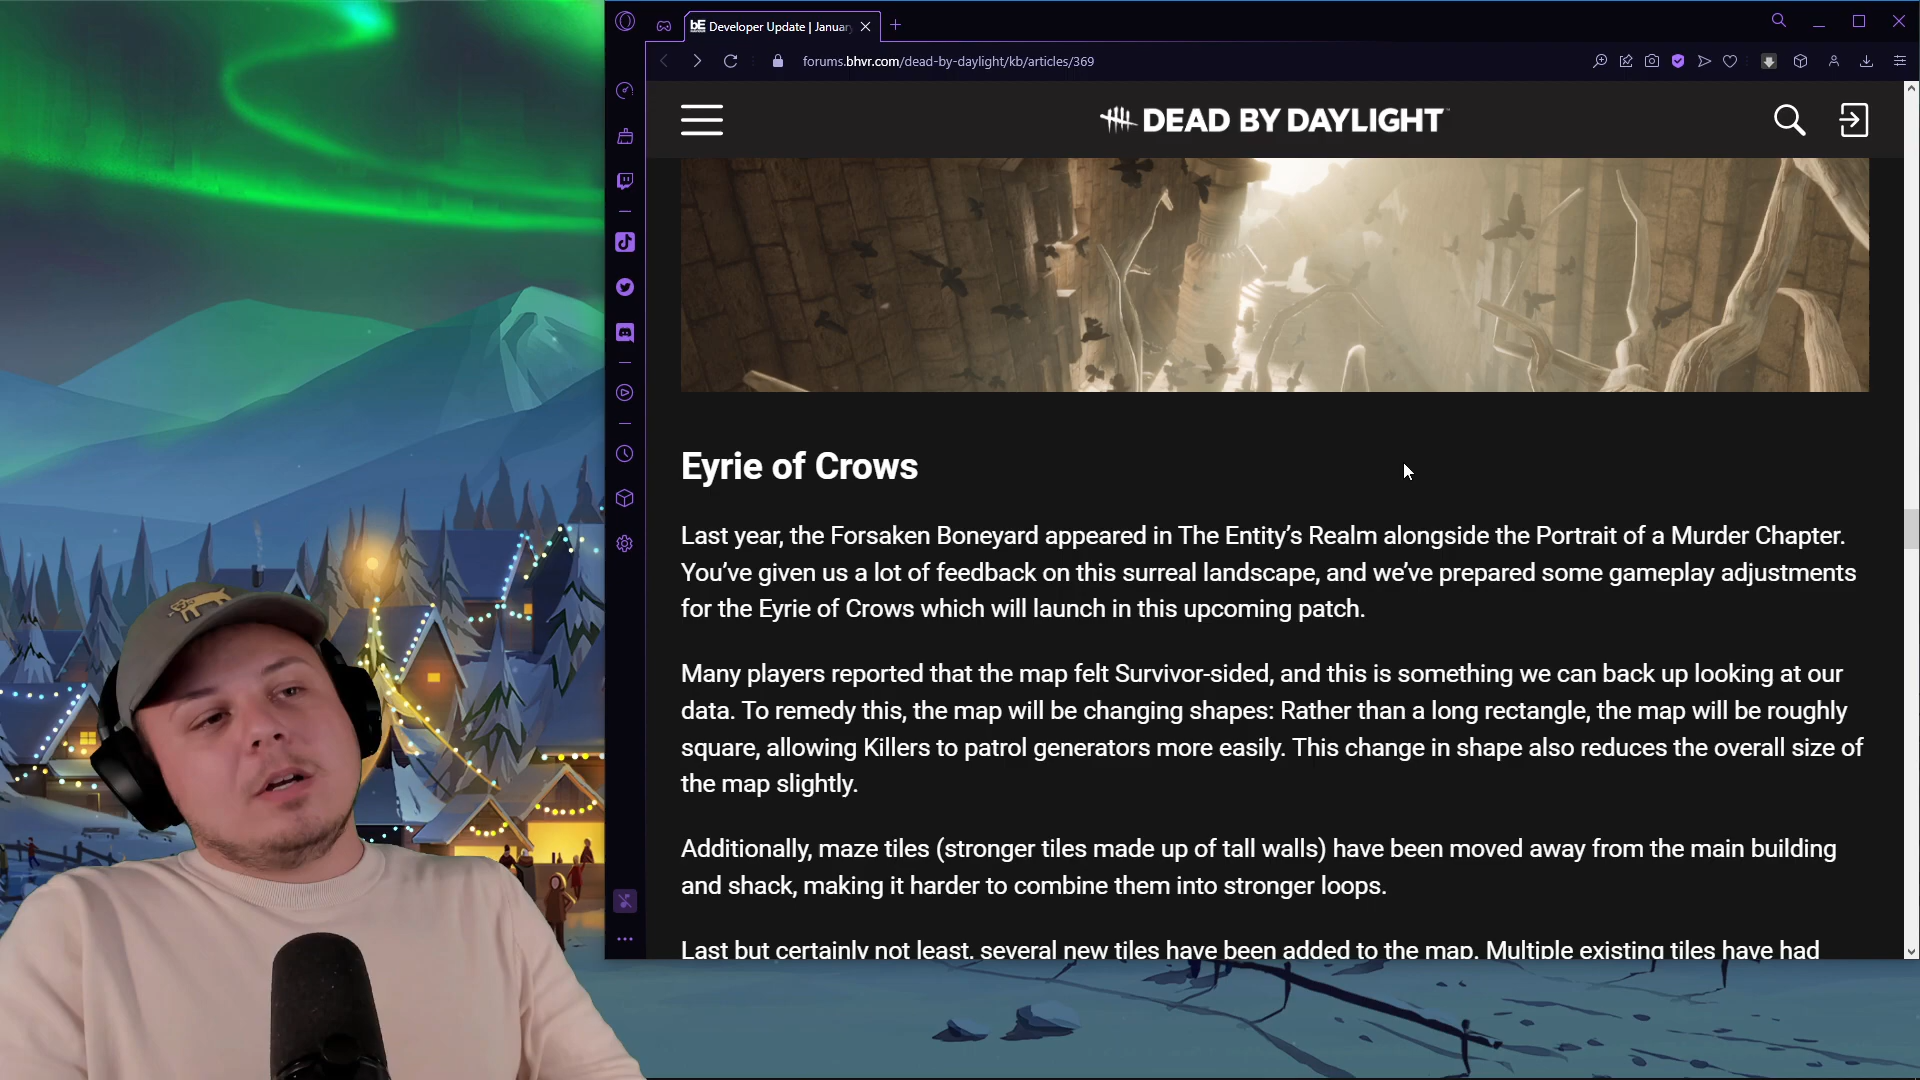 Developer Update | Januar
forums.bhvr.com/dead-by-daylight/kb/articles/369
DEAD BY DAYLIGHT
Eyrie of Crows
Last year, the Forsaken Boneyard appeared in The Entity’s Realm alongside the Portrait of a Murder Chapter.
You’ve given us a lot of feedback on this surreal landscape, and we’ve prepared some gameplay adjustments
for the Eyrie of Crows which will launch in this upcoming patch.
Many players reported that the map felt Survivor-sided, and this is something we can back up looking at our
data. To remedy this, the map will be changing shapes: Rather than a long rectangle, the map will be roughly
square, allowing Killers to patrol generators more easily. This change in shape also reduces the overall size of
the map slightly.
Additionally, maze tiles (stronger tiles made up of tall walls) have been moved away from the main building
and shack, making it harder to combine them into stronger loops.
Last but certainly not least, several new tiles have been added to the map. Multiple existing tiles have had